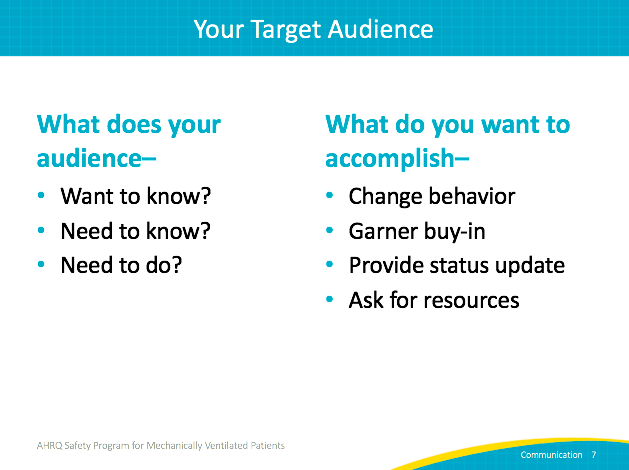 Your Target Audience
What does your
audience–
• Want to know?
• Need to know?
• Need to do?
What do you want to
accomplish–
• Change behavior
• Garner buy-in
• Provide status update
• Ask for resources
AHRQ Safety Program for Mechanically Ventilated Patients
Communication 7